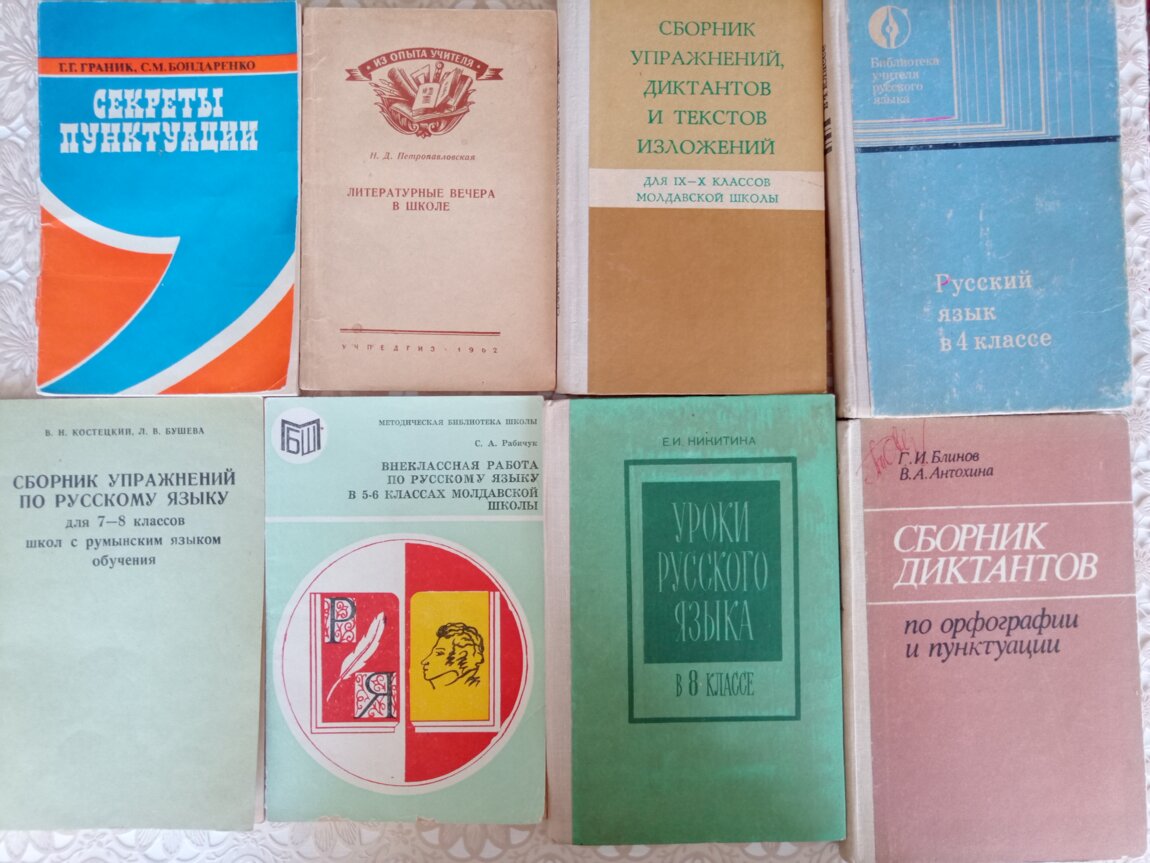 Г.Г. ГРАНИК, С.М. БОНДАРЕНКО
СЕКРЕТЫ
ПУНКТУАЦИИ
ИЗ ОПЫТА УЧИТЕЛЯ
Н. Д. Петропавловская
ЛИТЕРАТУРНЫЕ ВЕЧЕРА
В ШКОЛЕ
УЧПЕДГИЗ - 1962
СБОРНИК
УПРАЖНЕНИЙ,
ДИКТАНТОВ
И ТЕКСТОВ
ИЗЛОЖЕНИЙ
ДЛЯ IX—X КЛАССОВ
МОЛДАВСКОЙ ШКОЛЫ
Библиотека
учителя
русского
языка
Русский
язык
в 4 классе
В. Н. КОСТЕЦКИЙ, Л. В. БУШЕВА
СБОРНИК УПРАЖНЕНИЙ
ПО РУССКОМУ ЯЗЫКУ
для 7—8 классов
школ с румынским языком
обучения
МБШ
МЕТОДИЧЕСКАЯ БИБЛИОТЕКА ШКОЛЫ
С. А. Рабичук
ВНЕКЛАССНАЯ РАБОТА
ПО РУССКОМУ ЯЗЫКУ
В 5-6 КЛАССАХ МОЛДАВСКОЙ
ШКОЛЫ
Р
Я
Е.И. НИКИТИНА
УРОКИ
РУССКОГО
ЯЗЫКА
В 8 КЛАССЕ
Г. И. Блинов
В. А. Антохина
СБОРНИК
ДИКТАНТОВ
по орфографии
и пунктуации